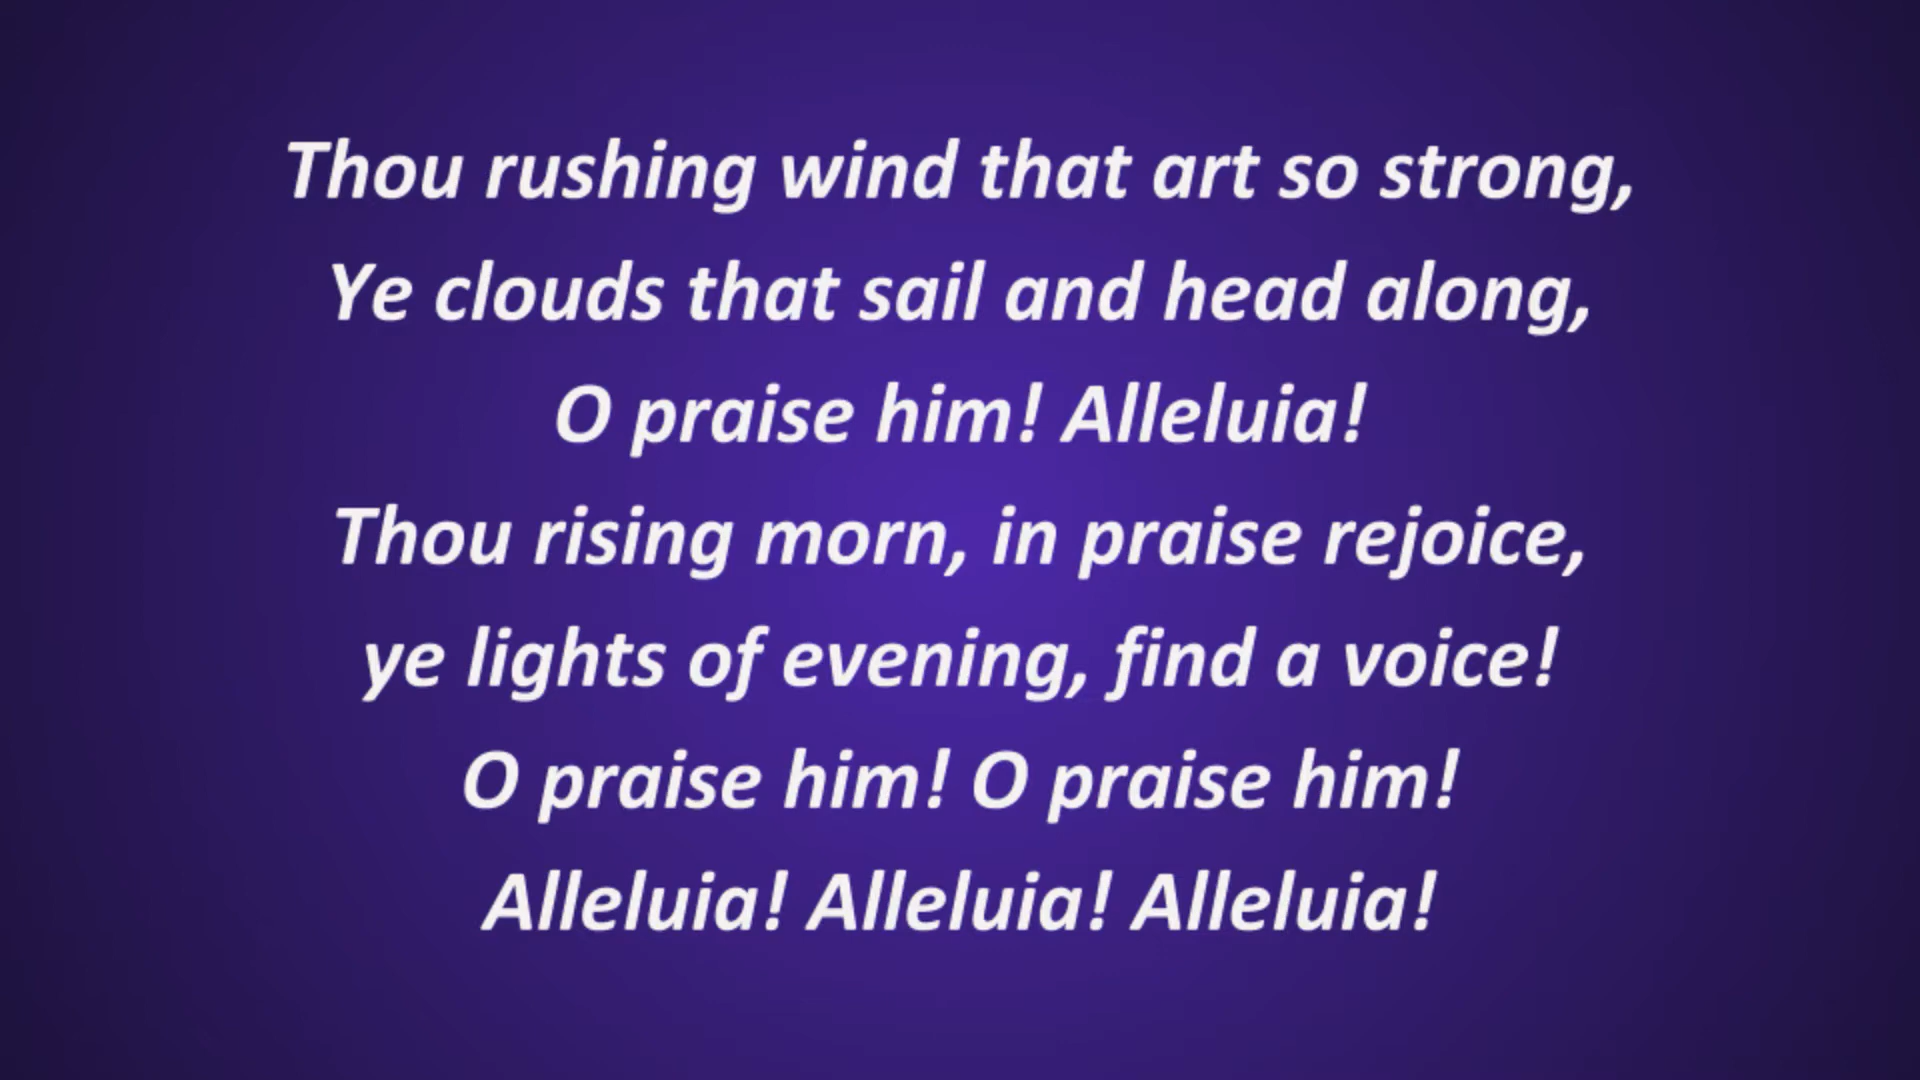 Thou rushing wind that art so strong,
Ye clouds that sail and head along,
O praise him! Alleluia!
Thou rising morn, in praise rejoice,
ye lights of evening, find a voice!
O praise him! O praise him!
Alleluia! Alleluia! Alleluia!